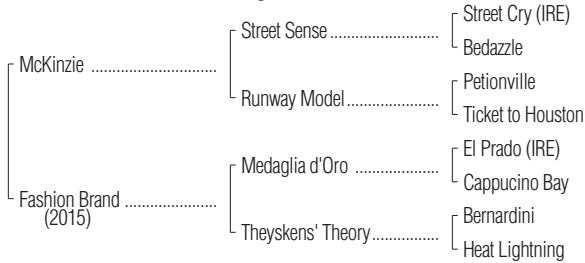 Street Cry (IRE)
Street Sense ..........................
Bedazzle
McKinzie ..............................
Petionville
Runway Model.....................
Ticket to Houston
El Prado (IRE)
Medaglia d'Oro ....................
Cappucino Bay
Fashion Brand ......................
(2015)
Bernardini
Theyskens' Theory................
Heat Lightning